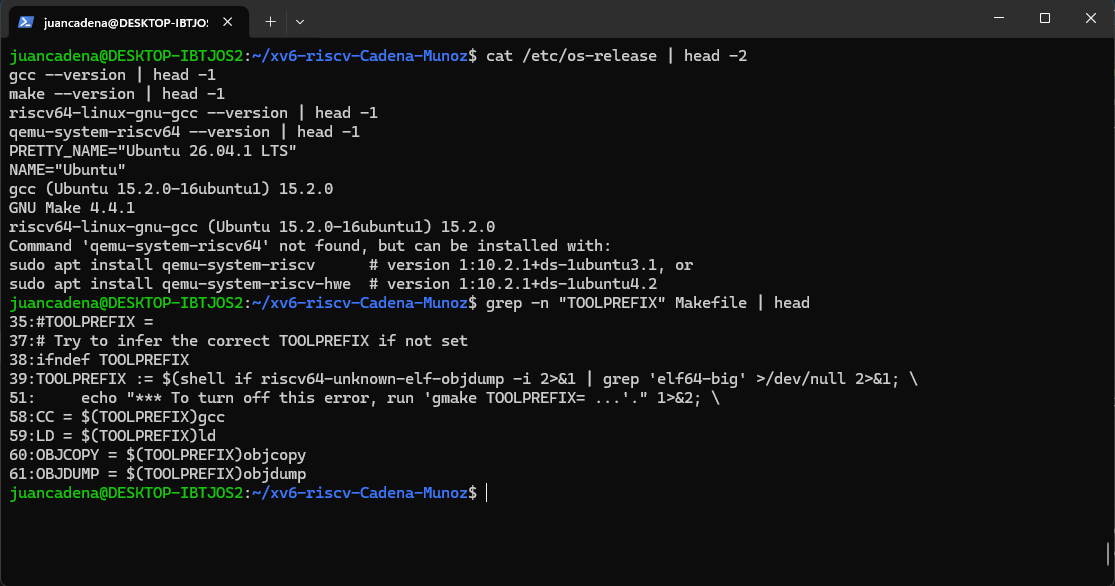 juancadena@DESKTOP-IBTJO:
juancadena@DESKTOP-IBTJOS2:~/xv6-riscv-Cadena-Munoz$ cat /etc/os-release | head -2
gcc --version | head -1
make --version | head -1
riscv64-linux-gnu-gcc --version | head -1
qemu-system-riscv64 --version | head -1
PRETTY_NAME="Ubuntu 26.04.1 LTS"
NAME="Ubuntu"
gcc (Ubuntu 15.2.0-16ubuntu1) 15.2.0
GNU Make 4.4.1
riscv64-linux-gnu-gcc (Ubuntu 15.2.0-16ubuntu1) 15.2.0
Command 'qemu-system-riscv64' not found, but can be installed with:
sudo apt install qemu-system-riscv      # version 1:10.2.1+ds-1ubuntu3.1, or
sudo apt install qemu-system-riscv-hwe  # version 1:10.2.1+ds-1ubuntu4.2
juancadena@DESKTOP-IBTJOS2:~/xv6-riscv-Cadena-Munoz$ grep -n "TOOLPREFIX" Makefile | head
35:#TOOLPREFIX =
37:# Try to infer the correct TOOLPREFIX if not set
38:ifndef TOOLPREFIX
39:TOOLPREFIX := $(shell if riscv64-unknown-elf-objdump -i 2>&1 | grep 'elf64-big' >/dev/null 2>&1; \
51:     echo "*** To turn off this error, run 'gmake TOOLPREFIX= ...'." 1>&2; \
58:CC = $(TOOLPREFIX)gcc
59:LD = $(TOOLPREFIX)ld
60:OBJCOPY = $(TOOLPREFIX)objcopy
61:OBJDUMP = $(TOOLPREFIX)objdump
juancadena@DESKTOP-IBTJOS2:~/xv6-riscv-Cadena-Munoz$